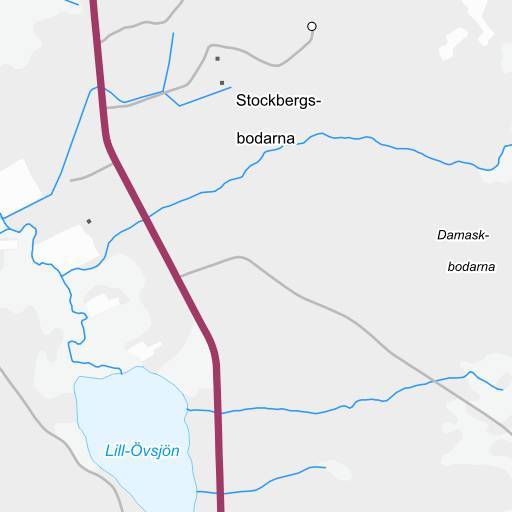 Stockbergs-
bodarna
Damask-
bodarna
Lill-Övsjön